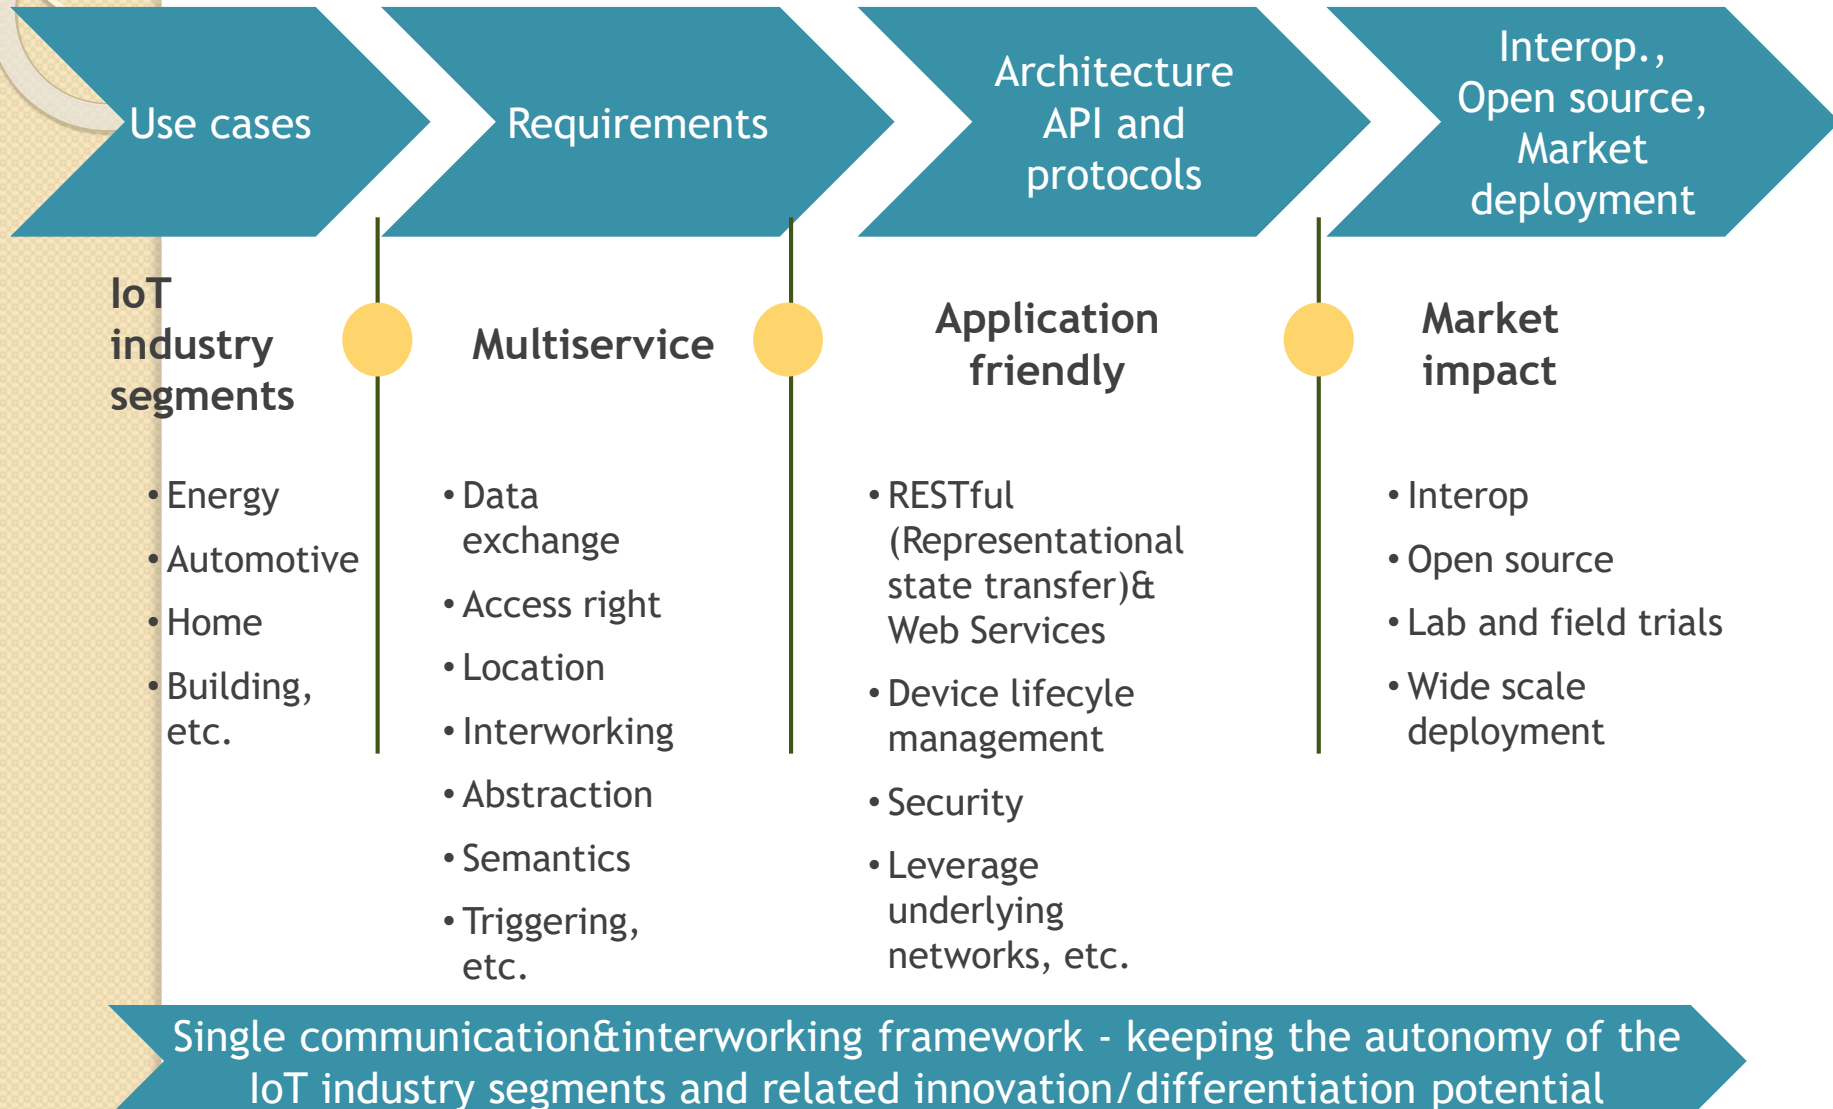 Use cases
Requirements
Architecture
API and
protocols
Interop.,
Open source,
Market
deployment
IoT
industry
segments
• Energy
• Automotive
• Home
• Building,
etc.
Multiservice
• Data
exchange
• Access right
• Location
• Interworking
• Abstraction
• Semantics
• Triggering,
etc.
Application
friendly
• RESTful
(Representational
state transfer)&
Web Services
• Device lifecyle
management
• Security
• Leverage
underlying
networks, etc.
Market
impact
• Interop
• Open source
• Lab and field trials
• Wide scale
deployment
Single communication&interworking framework - keeping the autonomy of the
IoT industry segments and related innovation/differentiation potential